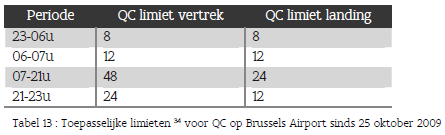 Periode QC limiet vertrek QC limiet landing
23-06u 8 8
06-07u 12 12
07-21u 48 24
21-23u 24 12
Tabel 13 : Toepasselijke limieten ³⁴ voor QC op Brussels Airport sinds 25 oktober 2009